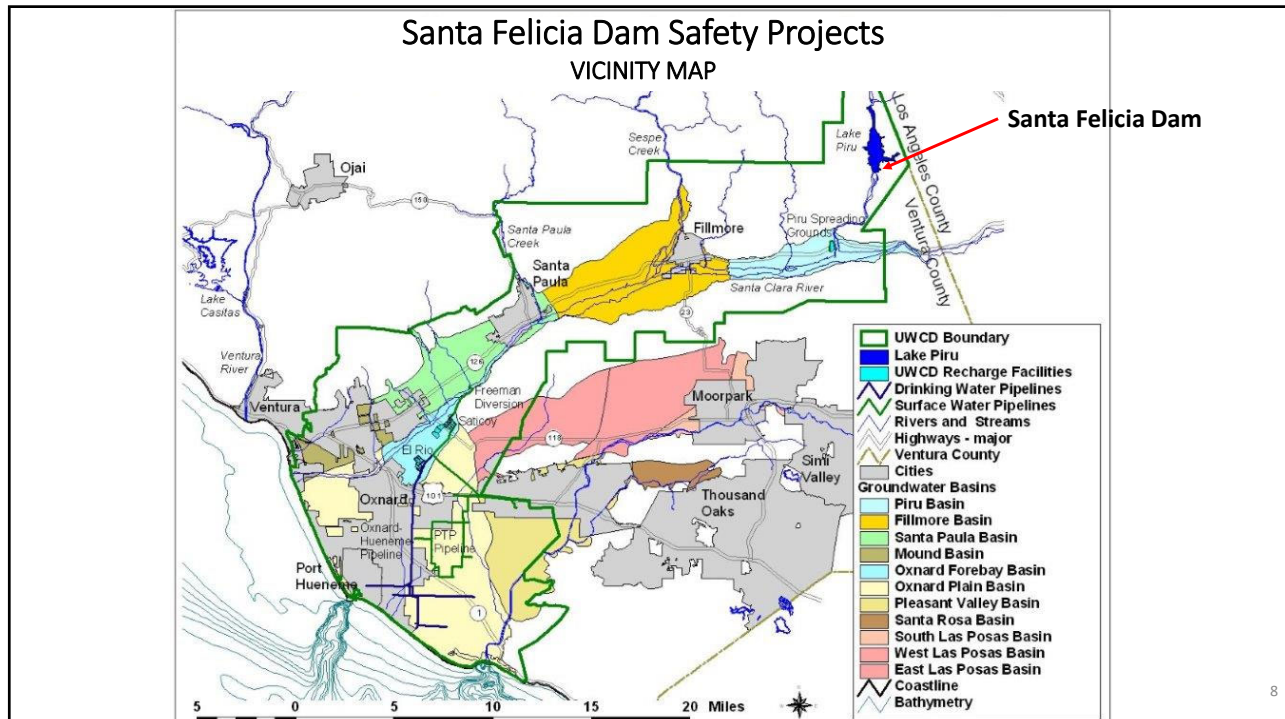 Santa Felicia Dam Safety Projects
VICINITY MAP
Los Angeles County
Ventura County
Santa Felicia Dam
Lake
Piru
Sespe
Creek
Ojai
150
Santa Paula
Creek
Fillmore
Piru Spreading
Grounds
Santa
Paula
Santa Clara River
Lake
Casitas
23
Ventura
River
126
Freeman
Diversion
Moorpark
Ventura
Saticoy
118
El Rio
Simi
Valley
Oxnard
101
Thousand
Oaks
Oxnard-
Hueneme
Pipeline
PTP
Pipeline
Port
Hueneme
1
UWCD Boundary
Lake Piru
UWCD Recharge Facilities
Drinking Water Pipelines
Surface Water Pipelines
Rivers and Streams
Highways - major
Ventura County
Cities
Groundwater Basins
Piru Basin
Fillmore Basin
Santa Paula Basin
Mound Basin
Oxnard Forebay Basin
Oxnard Plain Basin
Pleasant Valley Basin
Santa Rosa Basin
South Las Posas Basin
West Las Posas Basin
East Las Posas Basin
Coastline
Bathymetry
5 0 5 10 15 20 Miles
8